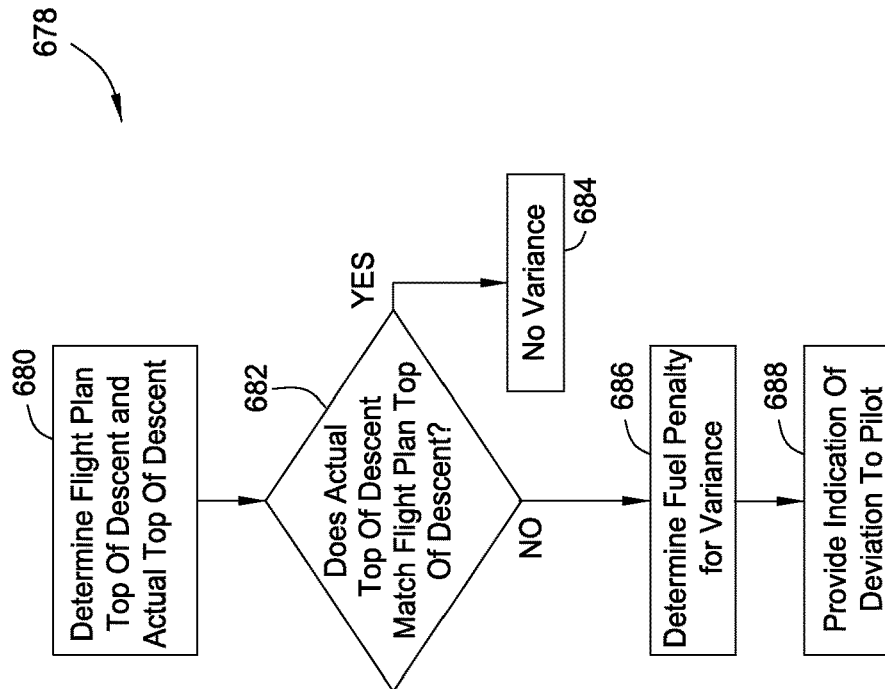 678
680
Determine Flight Plan
Top Of Descent and
Actual Top Of Descent
682
Does Actual
Top Of Descent
Match Flight Plan Top
Of Descent?
YES
No Variance
684
NO
686
Determine Fuel Penalty
for Variance
688
Provide Indication Of
Deviation To Pilot